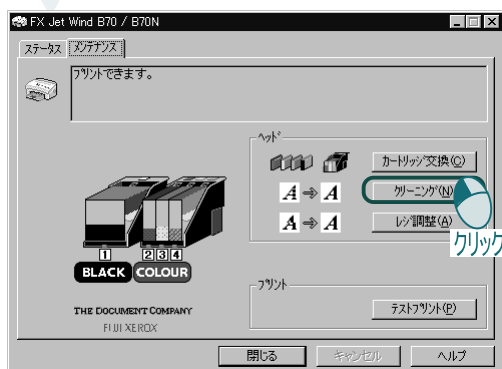 FX Jet Wind B70 / B70N
ステータス メンテナンス
プリントできます。
ヘッド
カートリッジ交換(C)
A ⇒ A クリーニング(N)
A ⇒ A レジ調整(A)
クリック
1 2 3 4
BLACK COLOUR
プリント
THE DOCUMENT COMPANY
FUJI XEROX
テストプリント(P)
閉じる キャンセル ヘルプ